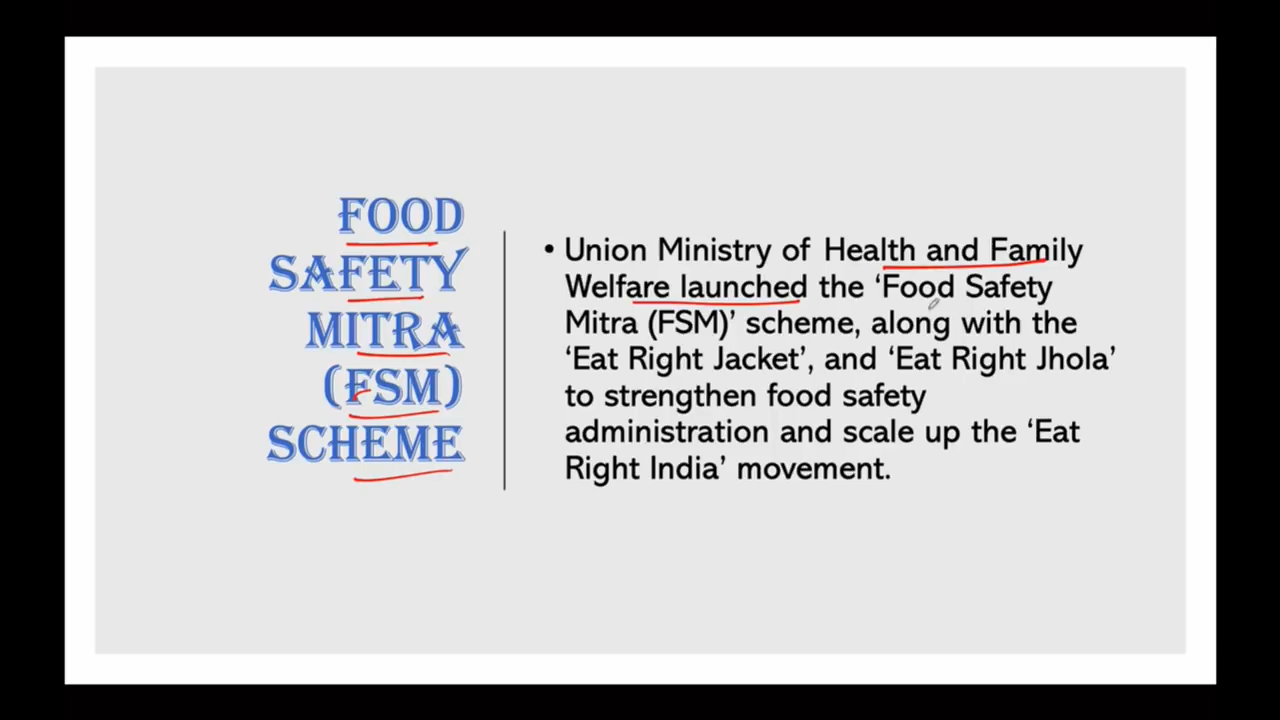 FOOD
SAFETY
MITRA
(FSM)
SCHEME
• Union Ministry of Health and Family
Welfare launched the ‘Food Safety
Mitra (FSM)’ scheme, along with the
‘Eat Right Jacket’, and ‘Eat Right Jhola’
to strengthen food safety
administration and scale up the ‘Eat
Right India’ movement.